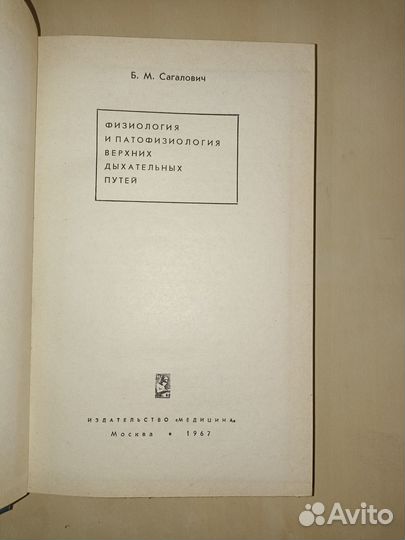 Б. М. Сагалович
ФИЗИОЛОГИЯ
И ПАТОФИЗИОЛОГИЯ
ВЕРХНИХ
ДЫХАТЕЛЬНЫХ
ПУТЕЙ
ИЗДАТЕЛЬСТВО «МЕДИЦИНА»
Москва • 1967
Avito